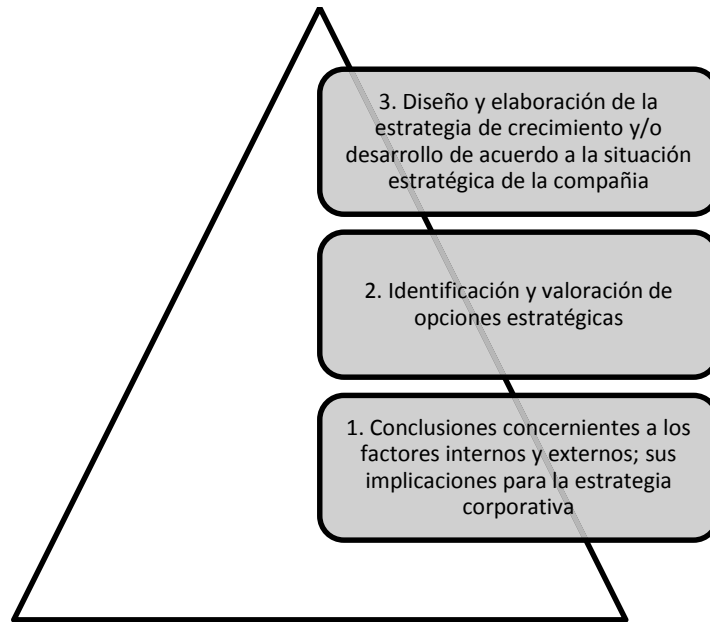 3. Diseño y elaboración de la
estrategia de crecimiento y/o
desarrollo de acuerdo a la situación
estratégica de la compañia
2. Identificación y valoración de
opciones estratégicas
1. Conclusiones concernientes a los
factores internos y externos; sus
implicaciones para la estrategia
corporativa